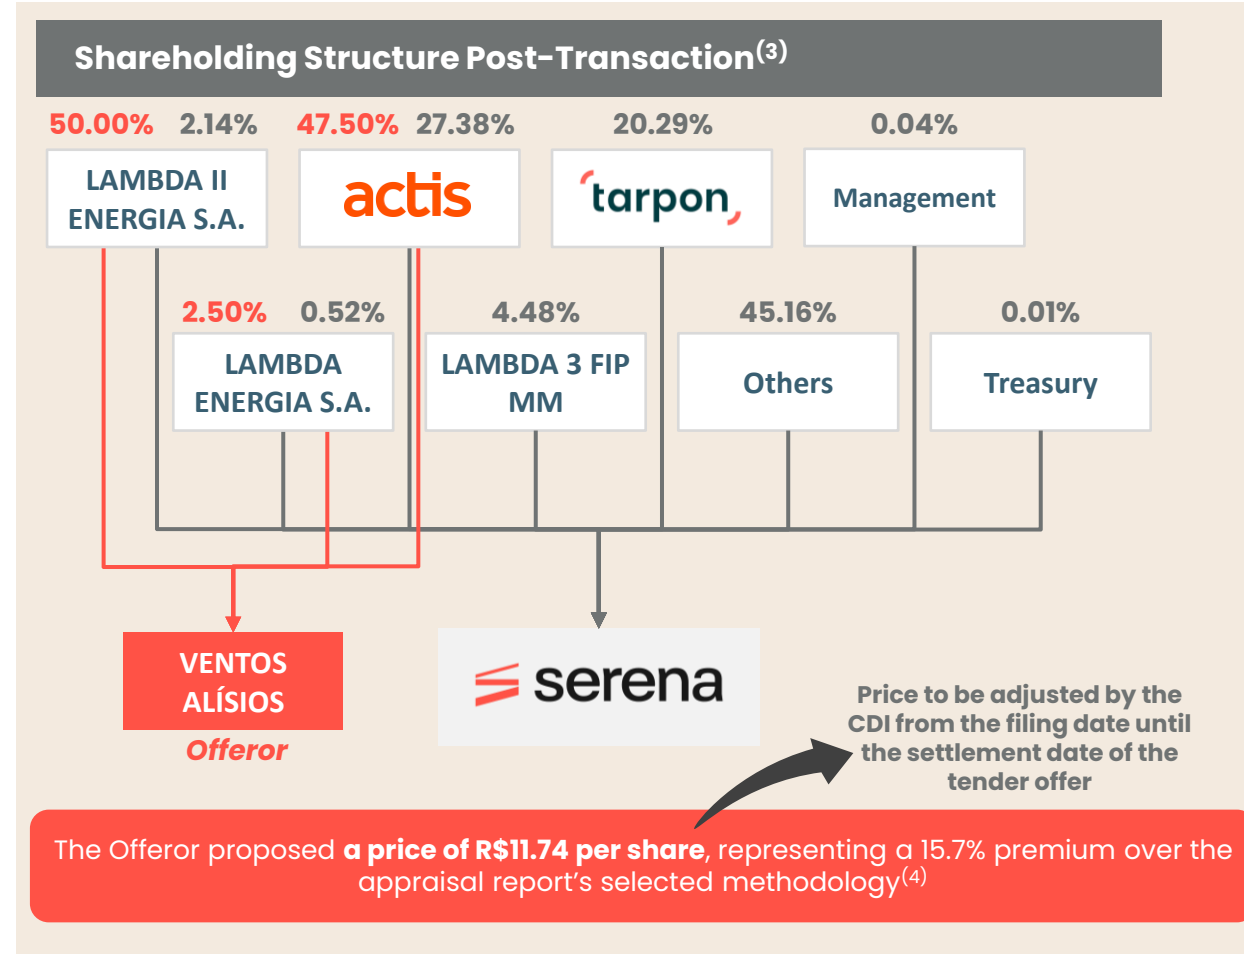 Shareholding Structure Post-Transaction(3)
50.00% 2.14% 47.50% 27.38% 20.29% 0.04%
LAMBDA II
ENERGIA S.A.
actis
tarpon
Management
2.50% 0.52% 4.48% 45.16% 0.01%
LAMBDA
ENERGIA S.A.
LAMBDA 3 FIP
MM
Others
Treasury
VENTOS
ALÍSIOS
Offeror
serena
Price to be adjusted by the
CDI from the filing date until
the settlement date of the
tender offer
The Offeror proposed a price of R$11.74 per share, representing a 15.7% premium over the
appraisal report's selected methodology(4)